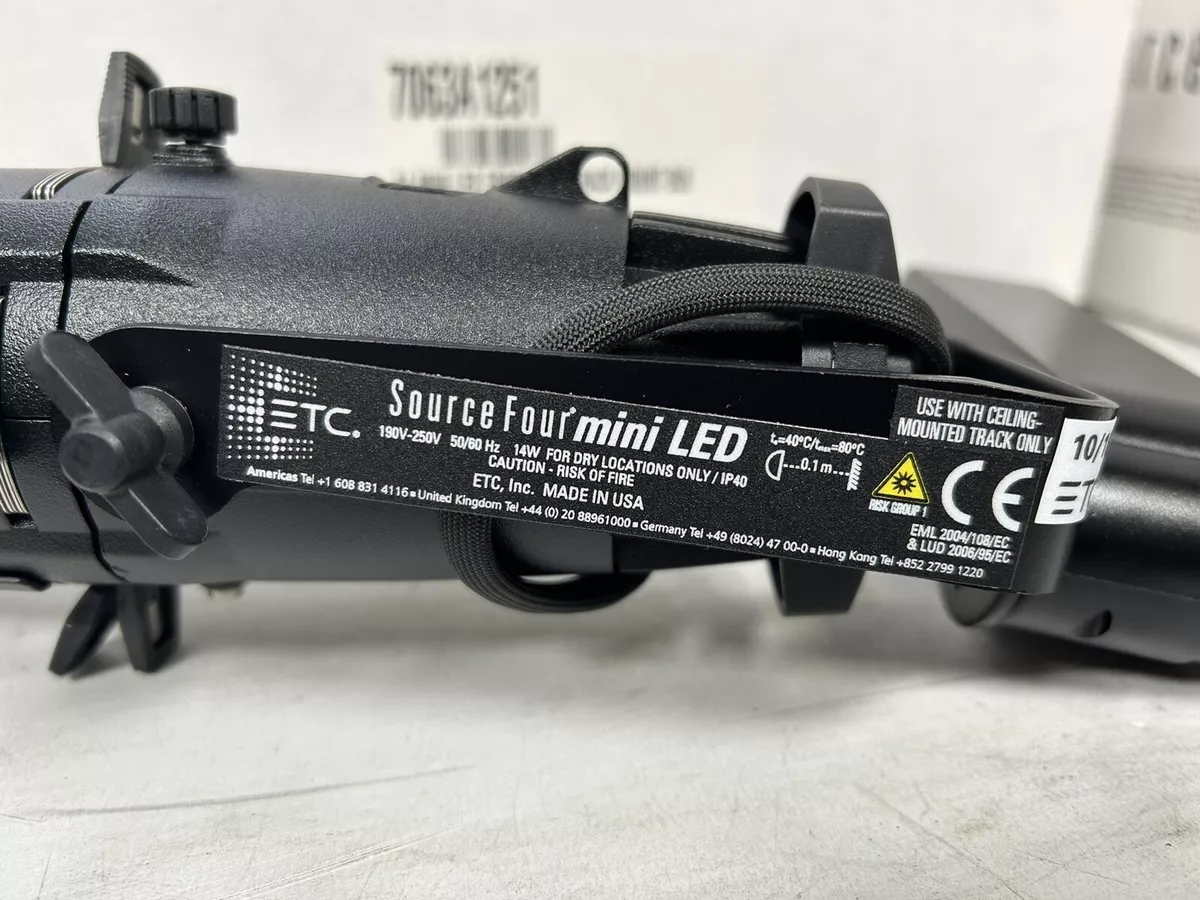 7063A1251
ETC®
Source Four® mini LED
190V-250V 50/60 Hz 14W FOR DRY LOCATIONS ONLY / IP40
CAUTION - RISK OF FIRE
ETC, Inc. MADE IN USA
Americas Tel +1 608 831 4116 ▪ United Kingdom Tel +44 (0) 20 88961000 ▪ Germany Tel +49 (8024) 47 00-0 ▪ Hong Kong Tel +852 2799 1220
=40°C/
=80°C
0.1 m
USE WITH CEILING-
MOUNTED TRACK ONLY
RISK GROUP 1
CE
EML 2004/108/EC
& LUD 2006/95/EC
10/1
ETC